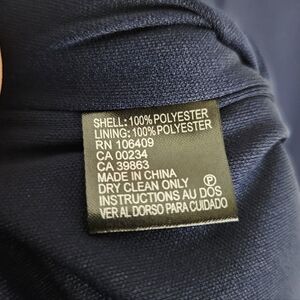 SHELL: 100% POLYESTER
LINING: 100% POLYESTER
RN 106409
CA 00234
CA 39863
MADE IN CHINA
DRY CLEAN ONLY Ⓟ
INSTRUCTIONS AU DOS
VER AL DORSO PARA CUIDADO